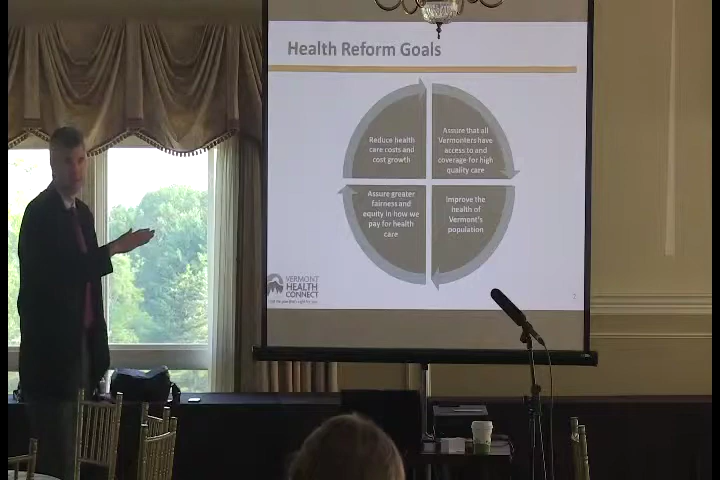 Health Reform Goals
Reduce health
care costs and
cost growth
Assure that all
Vermonters have
access to and
coverage for high
quality care
Assure greater
fairness and
equity in how we
pay for health
care
Improve the
health of
Vermont's
population
VERMONT
HEALTH
CONNECT